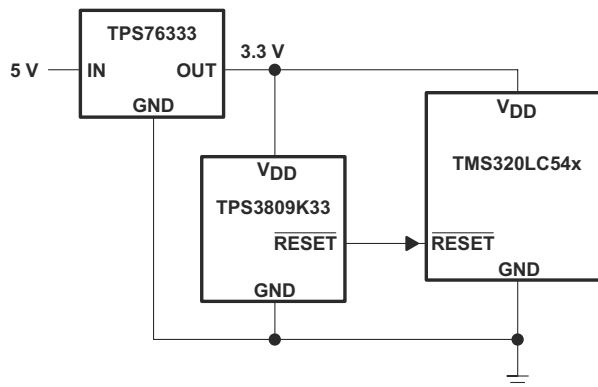 TPS76333
5 V
IN
OUT
3.3 V
GND
VDD
TPS3809K33
RESET
GND
VDD
TMS320LC54x
RESET
GND